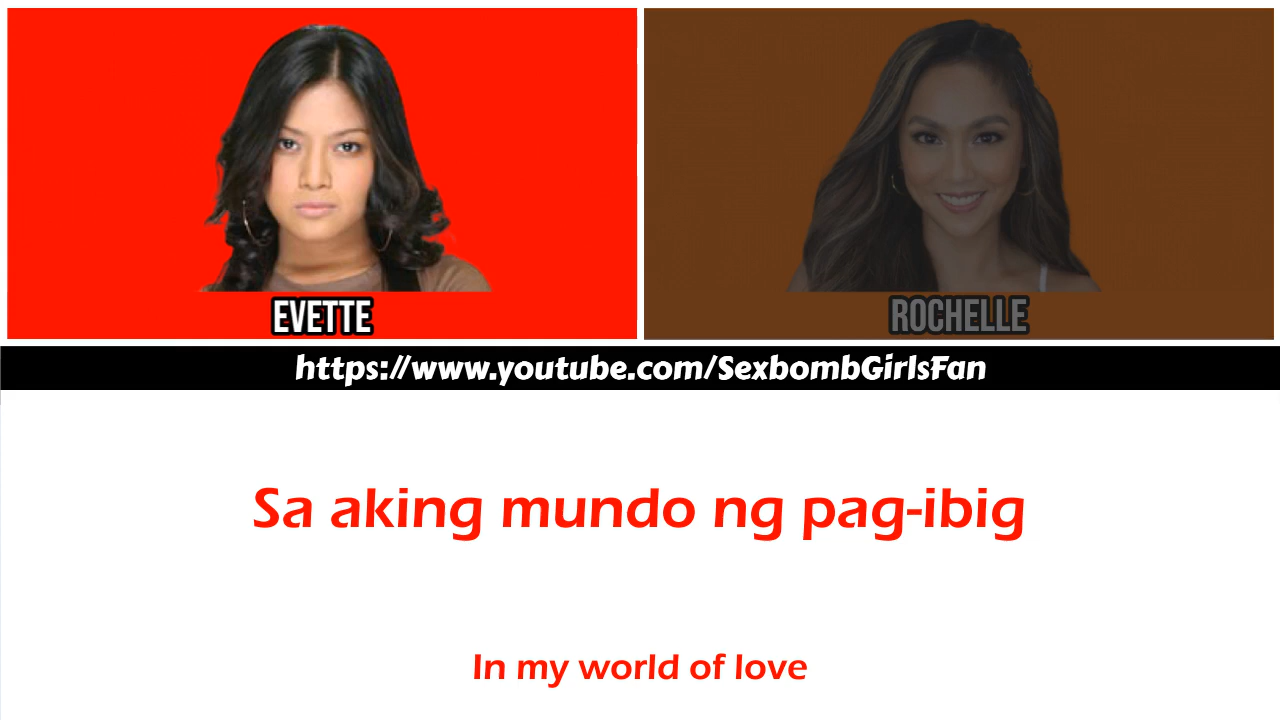 EVETTE
ROCHELLE
https://www.youtube.com/SexbombGirlsFan
Sa aking mundo ng pag-ibig
In my world of love